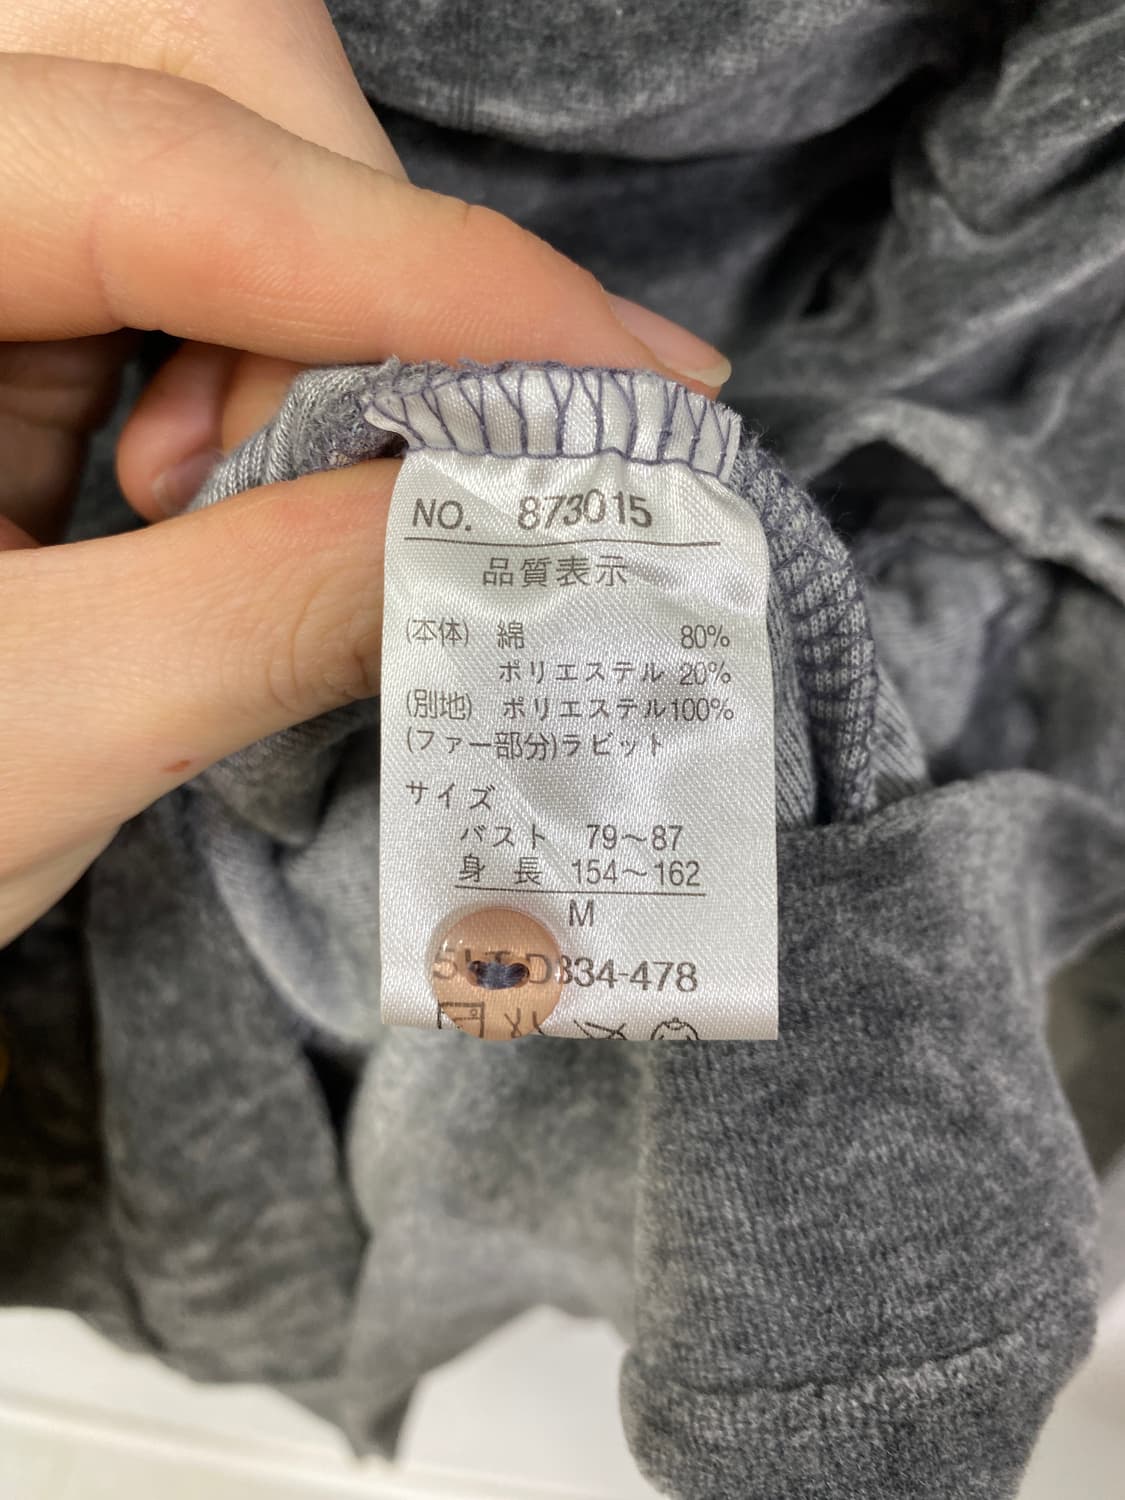 NO. 873015
品質表示
(本体) 綿 80%
ポリエステル 20%
(別地) ポリエステル100%
(ファー部分)ラビット
サイズ
バスト 79〜87
身長 154〜162
M
D334-478